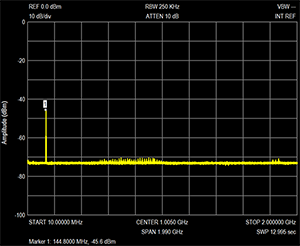 REF 0.0 dBm RBW 250 KHz VBW ---
10 dB/div ATTEN 10 dB INT REF
0
-20
-40
1
-60
-80
-100
Amplitude (dBm)
START 10.00000 MHz CENTER 1.0050 GHz STOP 2.000000 GHz
SPAN 1.990 GHz SWP 12.995 sec
Marker 1: 144.8000 MHz, -45.6 dBm